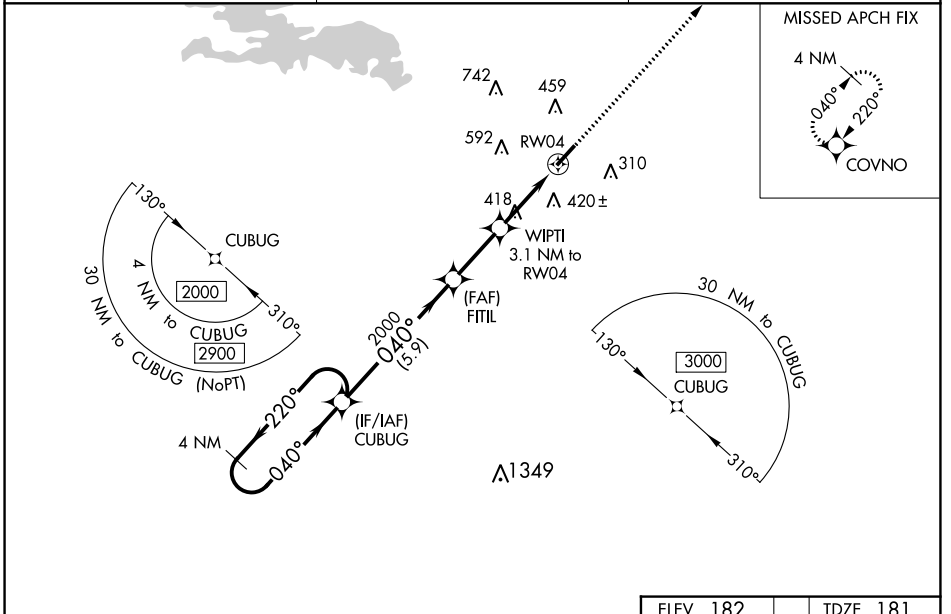 MISSED APCH FIX
4 NM
040°
220°
COVNO
742
459
592
RW04
310
418
420 ±
WIPTI
3.1 NM to
RW04
130°
CUBUG
2000
4 NM to CUBUG
310°
2900
30 NM to CUBUG (NoPT)
(FAF)
FITIL
2000
040°
(5.9)
30 NM to CUBUG
130°
3000
CUBUG
310°
220°
(IF/IAF)
CUBUG
4 NM
040°
1349
ELEV 182
TDZE 181